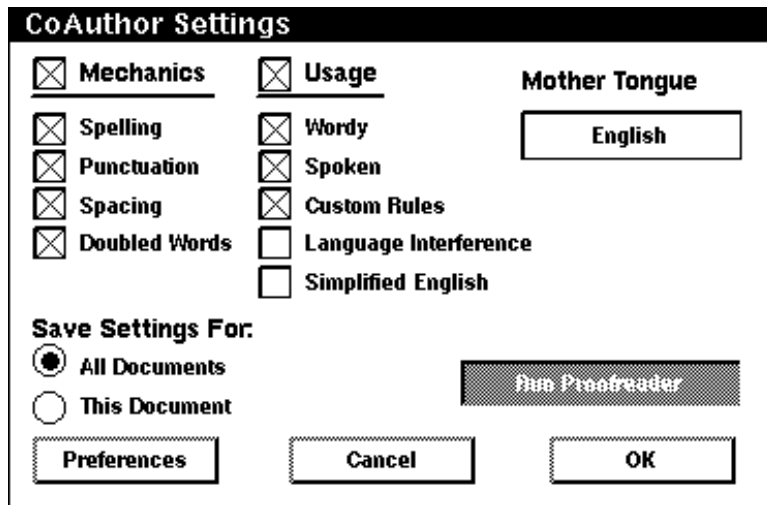 CoAuthor Settings
Mechanics
Spelling
Punctuation
Spacing
Doubled Words
Usage
Wordy
Spoken
Custom Rules
Language Interference
Simplified English
Mother Tongue
English
Save Settings For:
All Documents
This Document
Run Proofreader
Preferences
Cancel
OK